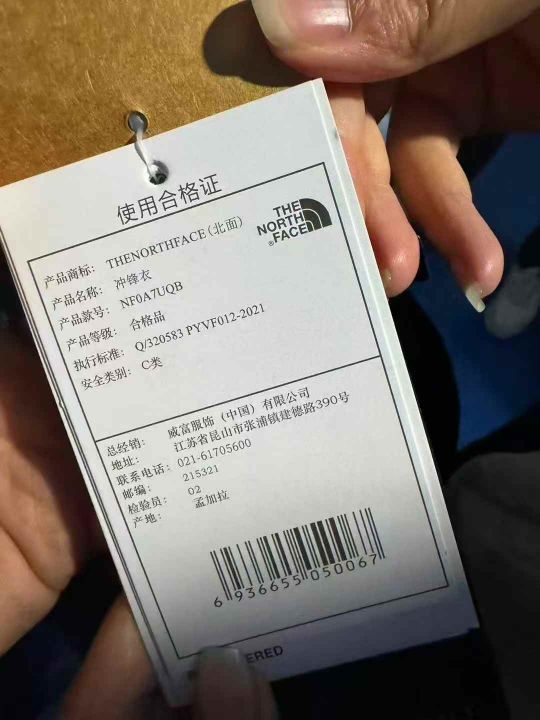 使用合格证
THE
NORTH
FACE®
产品商标: THENORTHFACE(北面)
产品名称: 冲锋衣
产品款号: NF0A7UQB
产品等级: 合格品
执行标准: Q/320583 PYVF012-2021
安全类别: C类
总经销: 威富服饰(中国)有限公司
地址: 江苏省昆山市张浦镇建德路390号
联系电话: 021-61705600
邮编: 215321
检验员: 02
产地: 孟加拉
6 936655 050067
ERED